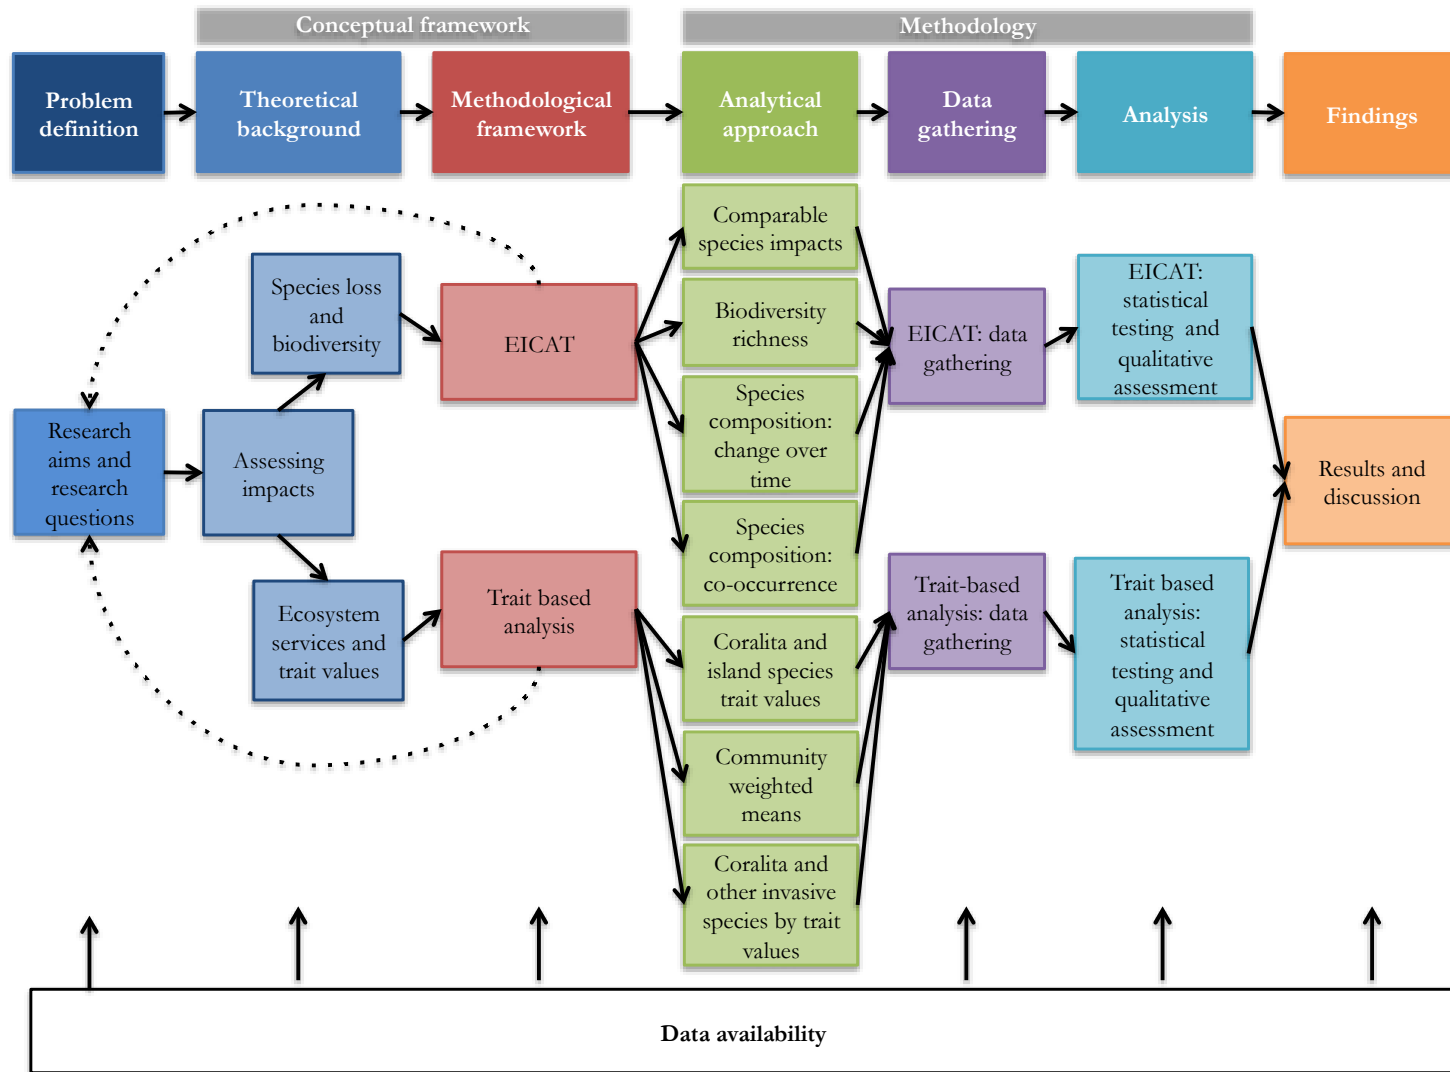 Conceptual framework
Methodology
Problem
definition
Theoretical
background
Methodological
framework
Analytical
approach
Data
gathering
Analysis
Findings
Research
aims and
research
questions
Assessing
impacts
Species loss
and
biodiversity
Ecosystem
services and
trait values
EICAT
Trait based
analysis
Comparable
species impacts
Biodiversity
richness
Species
composition:
change over
time
Species
composition:
co-occurrence
Coralita and
island species
trait values
Community
weighted
means
Coralita and
other invasive
species by trait
values
EICAT: data
gathering
Trait-based
analysis: data
gathering
EICAT:
statistical
testing and
qualitative
assessment
Trait based
analysis:
statistical
testing and
qualitative
assessment
Results and
discussion
Data availability